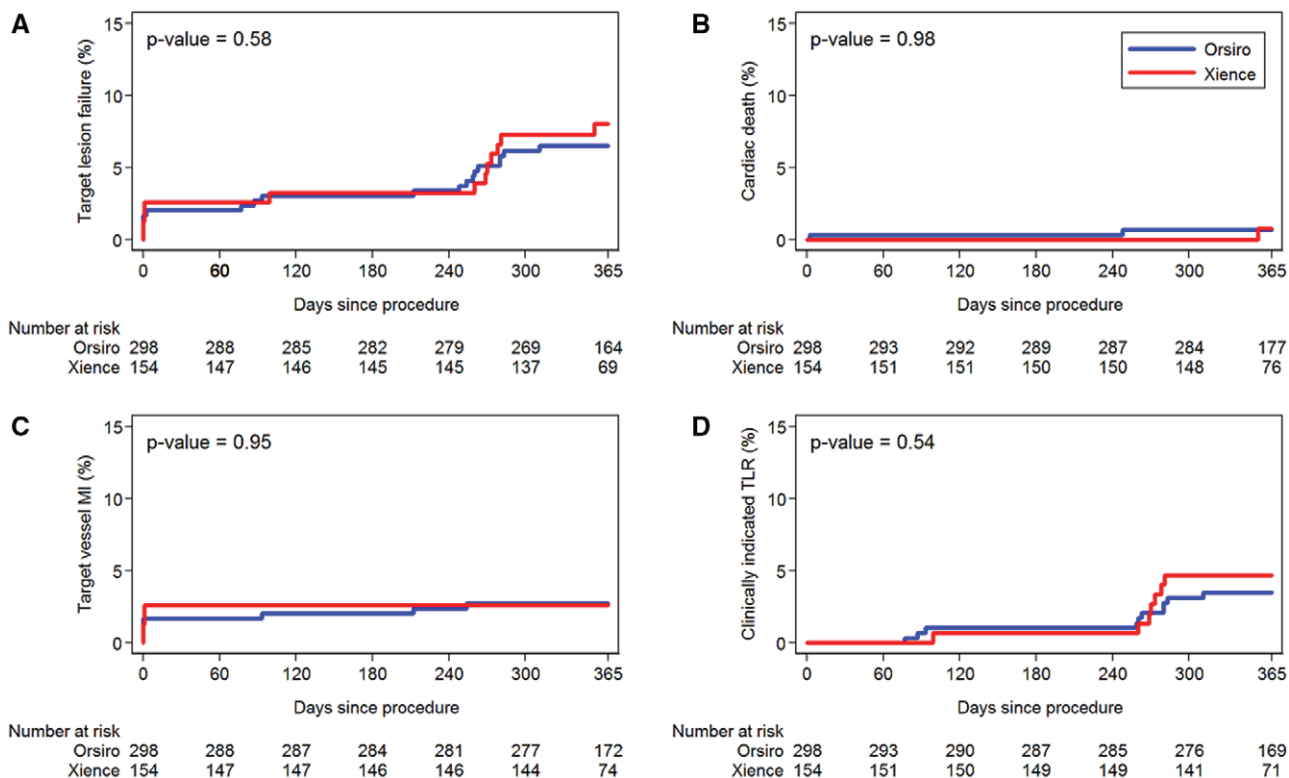 A
p-value = 0.58
Target lesion failure (%)
15
10
5
0
0 60 120 180 240 300 365
Days since procedure
Number at risk
Orsiro 298 288 285 282 279 269 164
Xience 154 147 146 145 145 137 69
B
p-value = 0.98
Orsiro
Xience
Cardiac death (%)
15
10
5
0
0 60 120 180 240 300 365
Days since procedure
Number at risk
Orsiro 298 293 292 289 287 284 177
Xience 154 151 151 150 150 148 76
C
p-value = 0.95
Target vessel MI (%)
15
10
5
0
0 60 120 180 240 300 365
Days since procedure
Number at risk
Orsiro 298 288 287 284 281 277 172
Xience 154 147 147 146 146 144 74
D
p-value = 0.54
Clinically indicated TLR (%)
15
10
5
0
0 60 120 180 240 300 365
Days since procedure
Number at risk
Orsiro 298 293 290 287 285 276 169
Xience 154 151 150 149 149 141 71